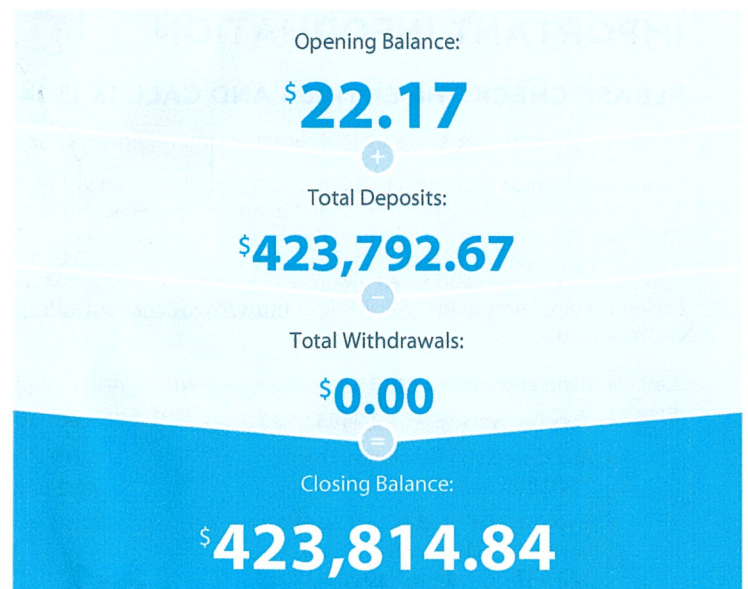 Opening Balance:
$22.17
+
Total Deposits:
$423,792.67
=
Total Withdrawals:
$0.00
=
Closing Balance:
$423,814.84